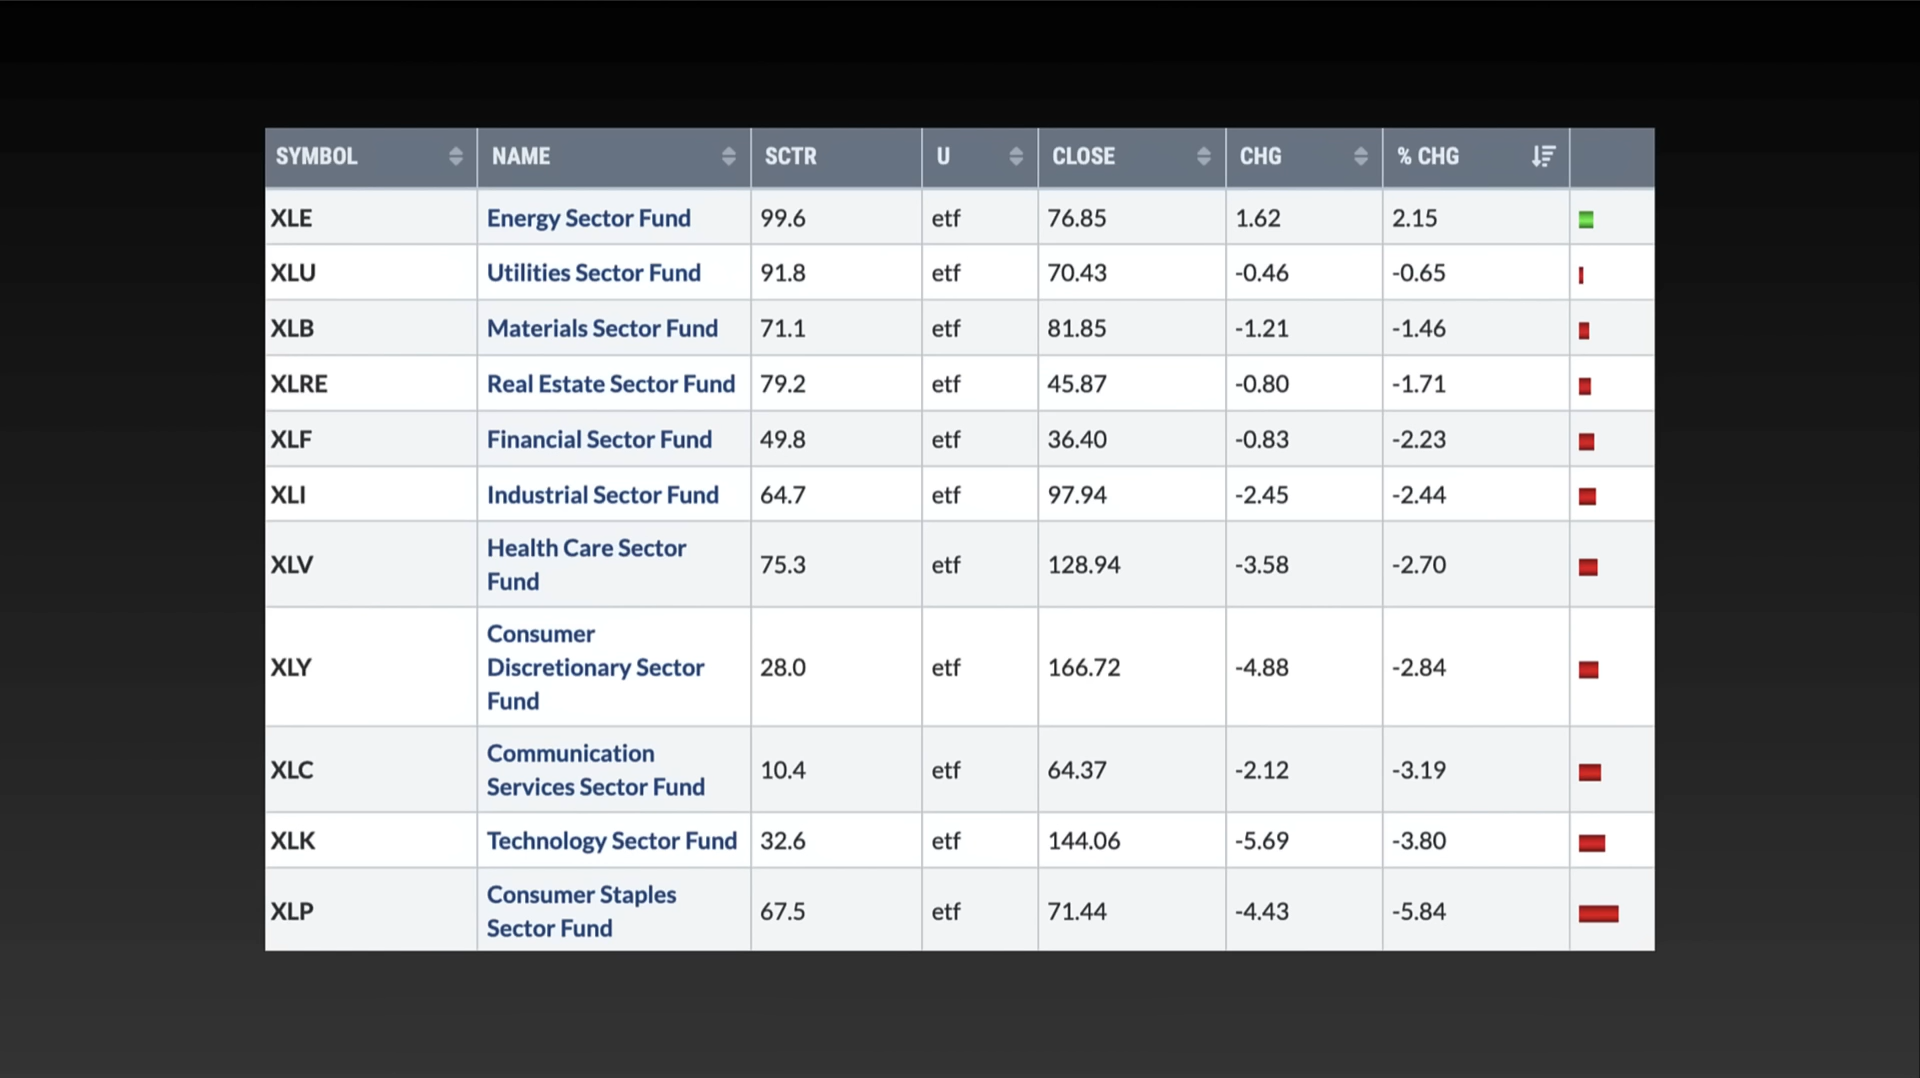 SYMBOL NAME SCTR U CLOSE CHG % CHG
XLE Energy Sector Fund 99.6 etf 76.85 1.62 2.15
XLU Utilities Sector Fund 91.8 etf 70.43 -0.46 -0.65
XLB Materials Sector Fund 71.1 etf 81.85 -1.21 -1.46
XLRE Real Estate Sector Fund 79.2 etf 45.87 -0.80 -1.71
XLF Financial Sector Fund 49.8 etf 36.40 -0.83 -2.23
XLI Industrial Sector Fund 64.7 etf 97.94 -2.45 -2.44
XLV Health Care Sector
Fund 75.3 etf 128.94 -3.58 -2.70
XLY Consumer
Discretionary Sector
Fund 28.0 etf 166.72 -4.88 -2.84
XLC Communication
Services Sector Fund 10.4 etf 64.37 -2.12 -3.19
XLK Technology Sector Fund 32.6 etf 144.06 -5.69 -3.80
XLP Consumer Staples
Sector Fund 67.5 etf 71.44 -4.43 -5.84